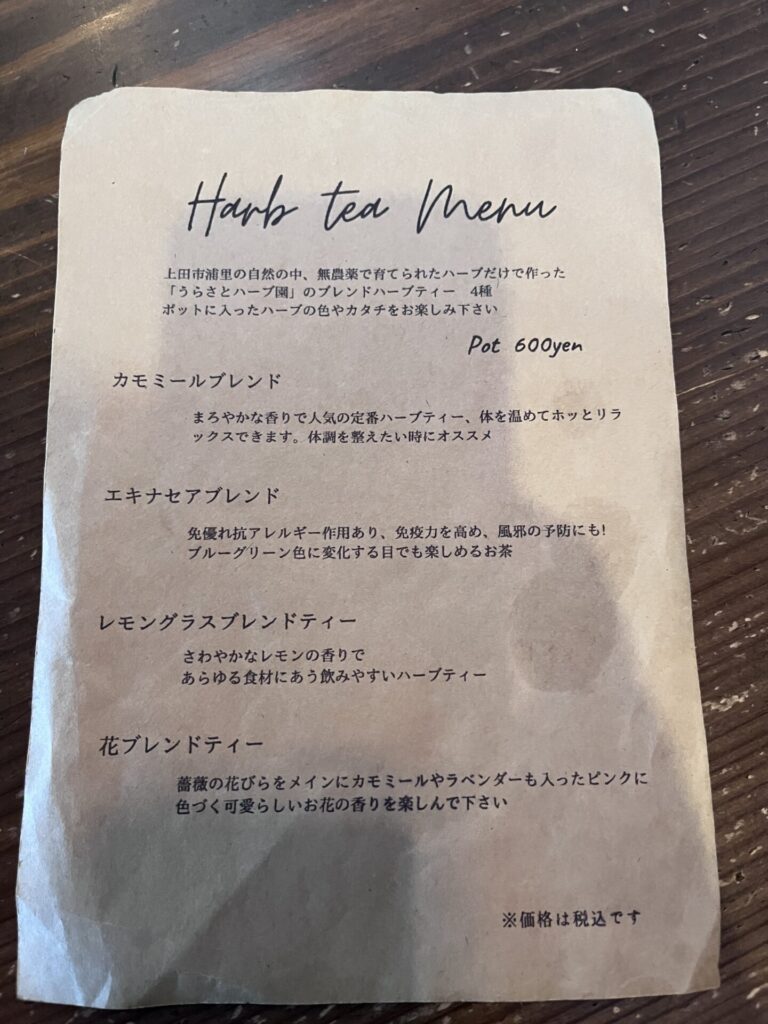 Harb tea Menu
上田市浦里の自然の中、無農薬で育てられたハーブだけで作った
「うらさとハーブ園」のブレンドハーブティー　4種
ポットに入ったハーブの色やカタチをお楽しみ下さい
Pot 600yen
カモミールブレンド
まろやかな香りで人気の定番ハーブティー、体を温めてホッとリラ
ックスできます。体調を整えたい時にオススメ
エキナセアブレンド
免優れ抗アレルギー作用あり、免疫力を高め、風邪の予防にも!
ブルーグリーン色に変化する目でも楽しめるお茶
レモングラスブレンドティー
さわやかなレモンの香りで
あらゆる食材にあう飲みやすいハーブティー
花ブレンドティー
薔薇の花びらをメインにカモミールやラベンダーも入ったピンクに
色づく可愛らしいお花の香りを楽しんで下さい
※価格は税込です